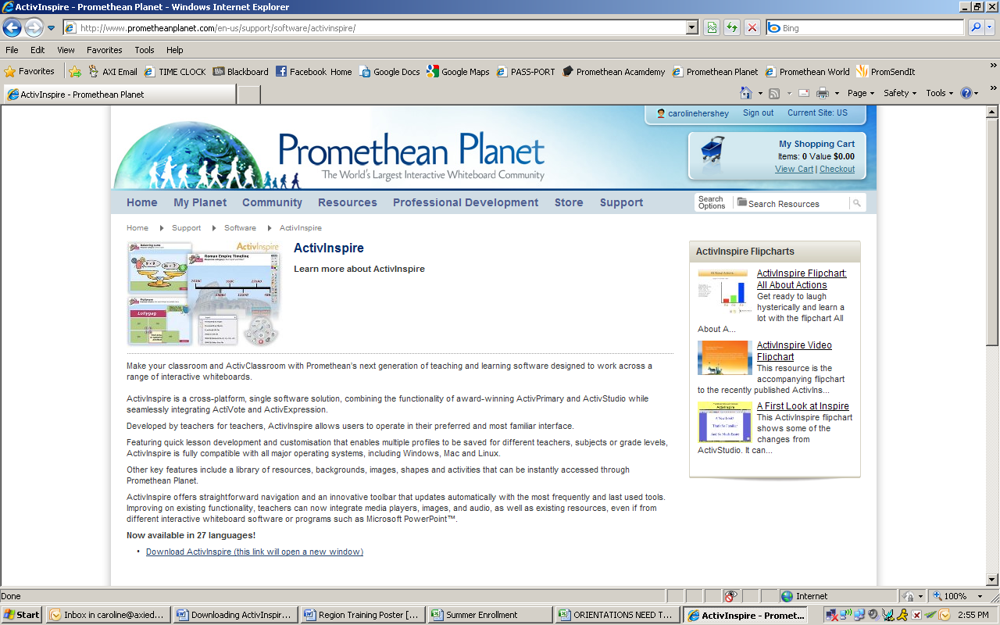 ActivInspire - Promethean Planet - Windows Internet Explorer
http://www.prometheanplanet.com/en-us/support/software/activinspire/
Bing
File Edit View Favorites Tools Help
Favorites AXI Email TIME CLOCK Blackboard Facebook Home Google Docs Google Maps PASS-PORT Promethean Acamdemy Promethean Planet Promethean World PromSendIt
ActivInspire - Promethean Planet
Page Safety Tools
carolinehershey Sign out Current Site: US
Promethean Planet
The World's Largest Interactive Whiteboard Community
My Shopping Cart
Items: 0 Value $0.00
View Cart | Checkout
Home My Planet Community Resources Professional Development Store Support
Search Options
Search Resources
Home Support Software ActivInspire
ActivInspire
Roman Empire Timeline
Lollygag
ActivInspire
Learn more about ActivInspire
Make your classroom and ActivClassroom with Promethean's next generation of teaching and learning software designed to work across a
range of interactive whiteboards.
ActivInspire is a cross-platform, single software solution, combining the functionality of award-winning ActivPrimary and ActivStudio while
seamlessly integrating ActiVote and ActivExpression.
Developed by teachers for teachers, ActivInspire allows users to operate in their preferred and most familiar interface.
Featuring quick lesson development and customisation that enables multiple profiles to be saved for different teachers, subjects or grade levels,
ActivInspire is fully compatible with all major operating systems, including Windows, Mac and Linux.
Other key features include a library of resources, backgrounds, images, shapes and activities that can be instantly accessed through
Promethean Planet.
ActivInspire offers straightforward navigation and an innovative toolbar that updates automatically with the most frequently and last used tools.
Improving on existing functionality, teachers can now integrate media players, images, and audio, as well as existing resources, even if from
different interactive whiteboard software or programs such as Microsoft PowerPoint™.
Now available in 27 languages!
• Download ActivInspire (this link will open a new window)
ActivInspire Flipcharts
ActivInspire Flipchart:
All About Actions
Get ready to laugh
hysterically and learn a
lot with the flipchart All
About A...
ActivInspire Video
Flipchart
This resource is the
accompanying flipchart
to the recently published ActivIns...
A New Look!
That's So Familiar
And So Much Easier
A First Look at Inspire
This ActivInspire flipchart
shows some of the
changes from
ActivStudio. It can...
Done
Internet
100%
Start
Inbox in caroline@axied...
Downloading ActivInspir...
Region Training Poster [...
Summer Enrollment
ORIENTATIONS NEED T...
ActivInspire - Promet...
2:55 PM